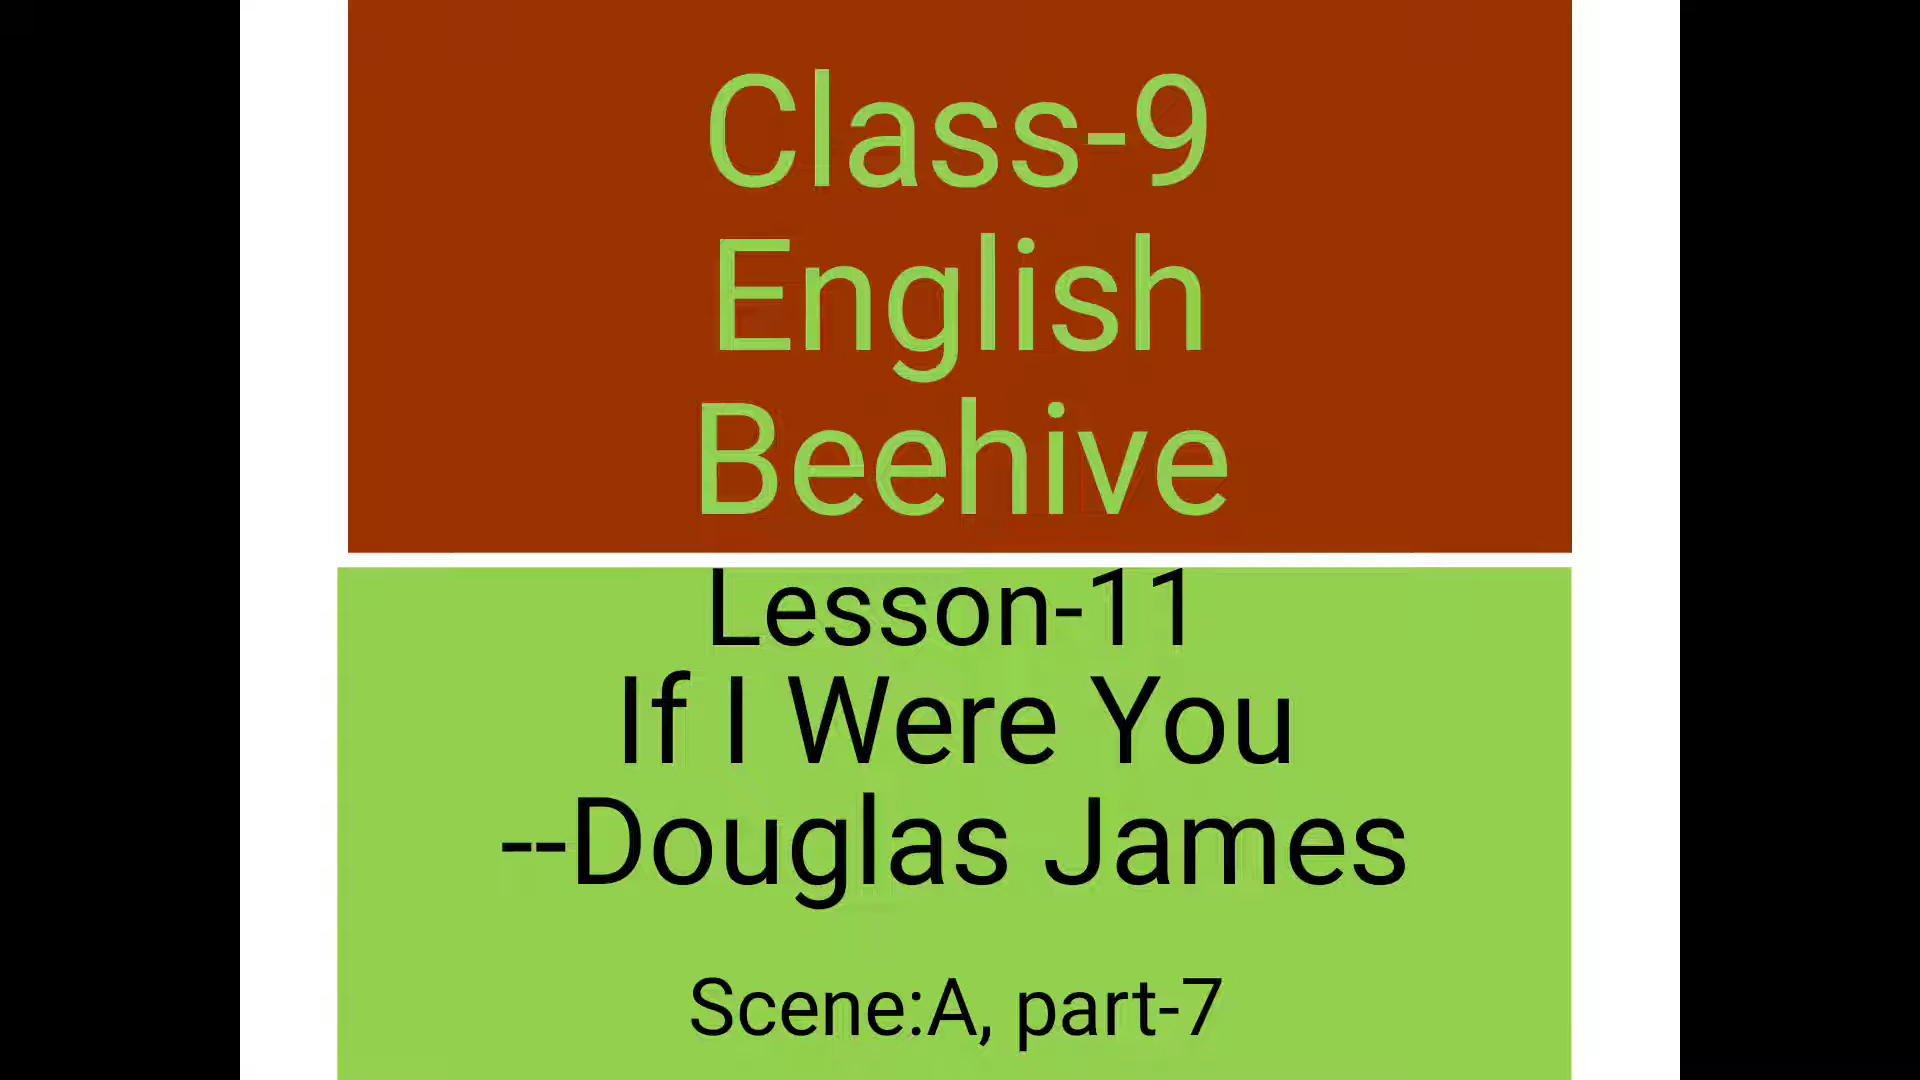 Class-9
English
Beehive
Lesson-11
If I Were You
--Douglas James
Scene:A, part-7